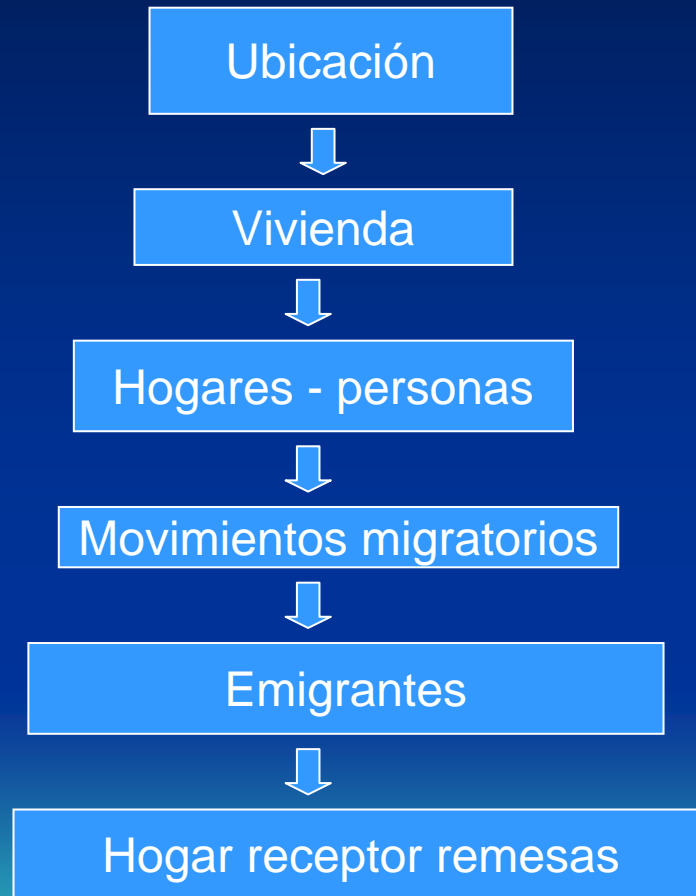 Ubicación
Vivienda
Hogares - personas
Movimientos migratorios
Emigrantes
Hogar receptor remesas